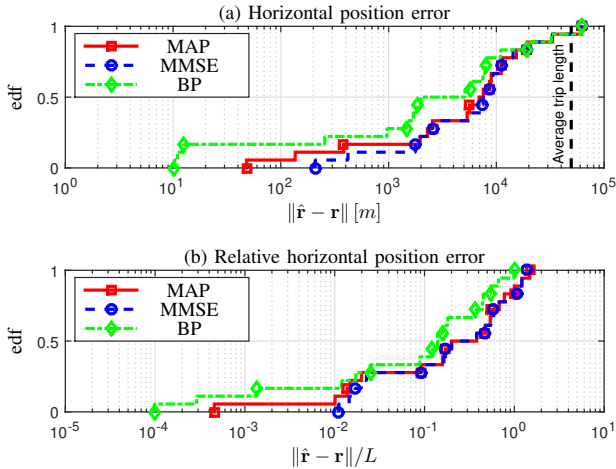 (a) Horizontal position error
edf
1
0.5
0
MAP
MMSE
BP
Average trip length
10^0 10^1 10^2 10^3 10^4 10^5
‖r̂ − r‖ [m]
(b) Relative horizontal position error
edf
1
0.5
0
MAP
MMSE
BP
10^-5 10^-4 10^-3 10^-2 10^-1 10^0 10^1
‖r̂ − r‖/L